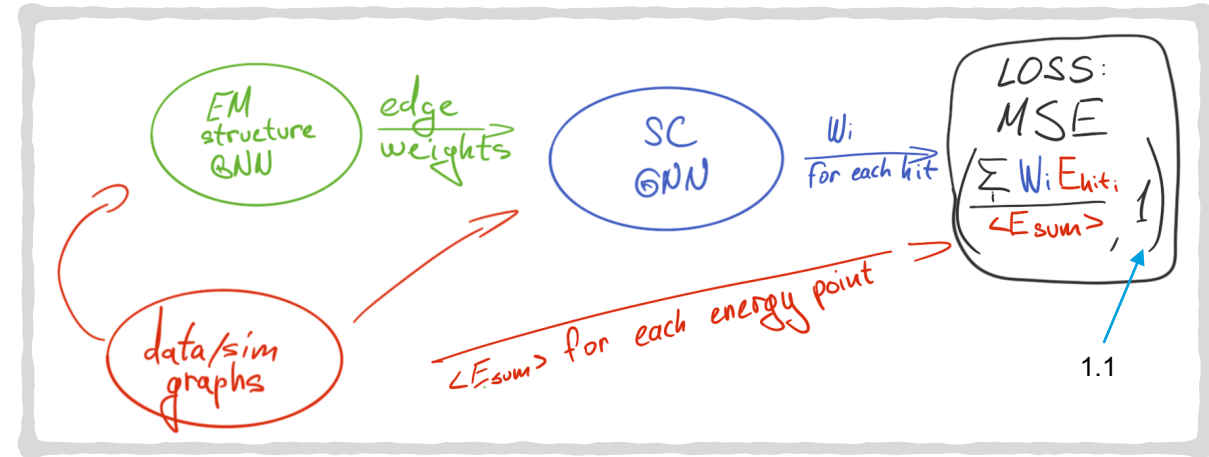 EM
structure
GNN
edge
weights
SC
GNN
Wi
for each hit
LOSS:
MSE
( Σi Wi Ehiti / <Esum> , 1 )
data/sim
graphs
<Esum> for each energy point
1.1